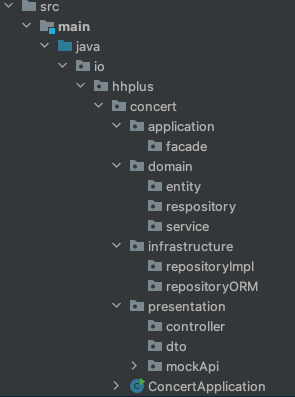 src
main
java
io
hhplus
concert
application
facade
domain
entity
respository
service
infrastructure
repositoryImpl
repositoryORM
presentation
controller
dto
mockApi
ConcertApplication